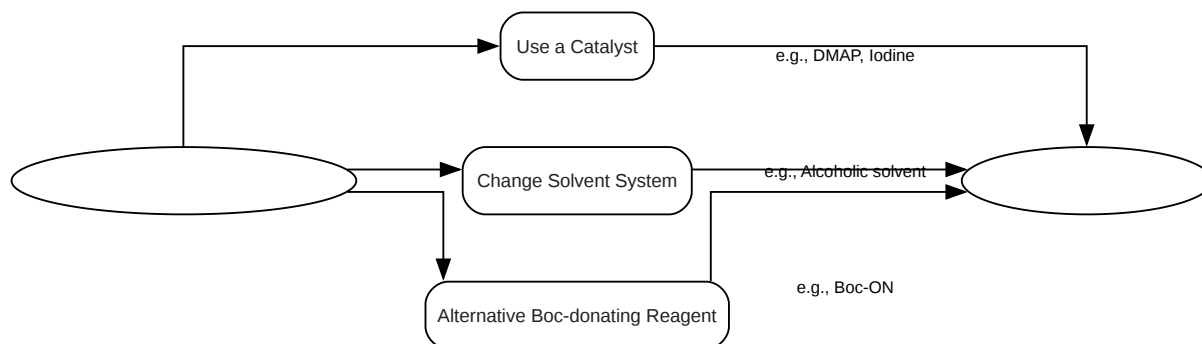 Use a Catalyst
e.g., DMAP, Iodine
Change Solvent System
e.g., Alcoholic solvent
Alternative Boc-donating Reagent
e.g., Boc-ON